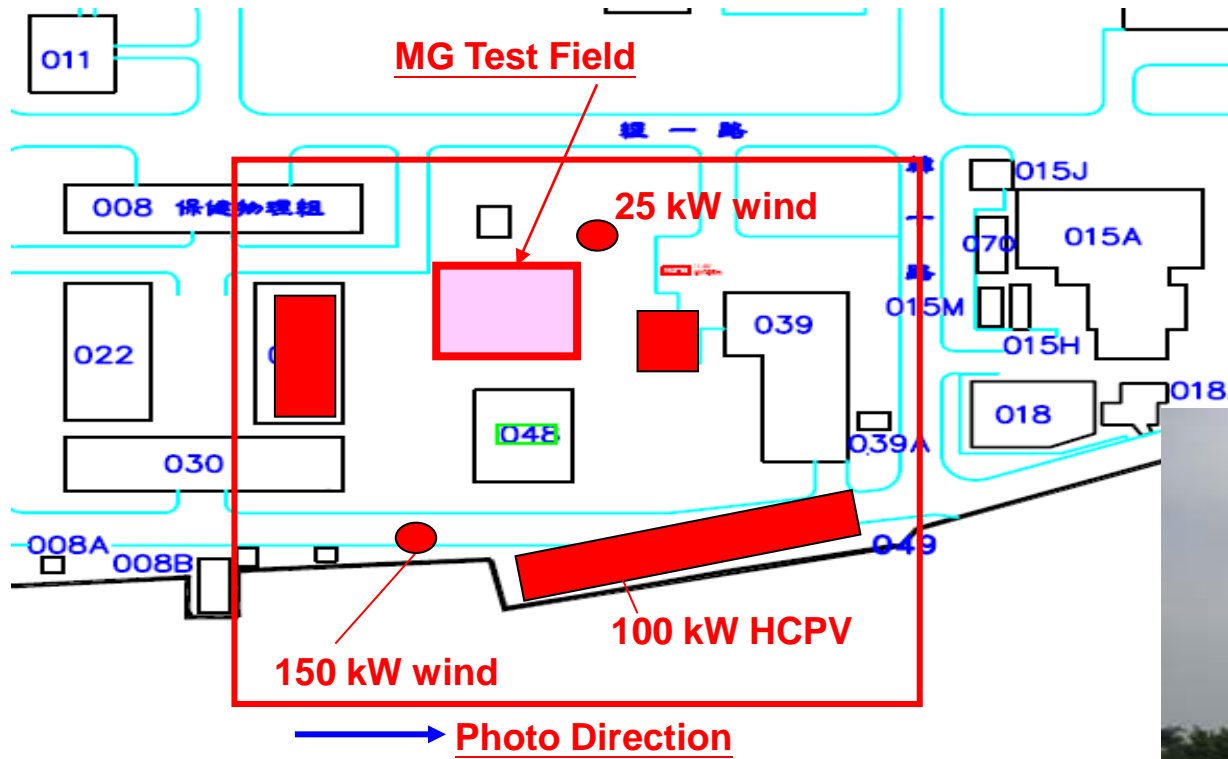 011
MG Test Field
一 路
015J
008 保健物理組
25 kW wind
070
015A
015M
022
039
015H
018
018
048
030
039A
008A
008B
049
100 kW HCPV
150 kW wind
Photo Direction